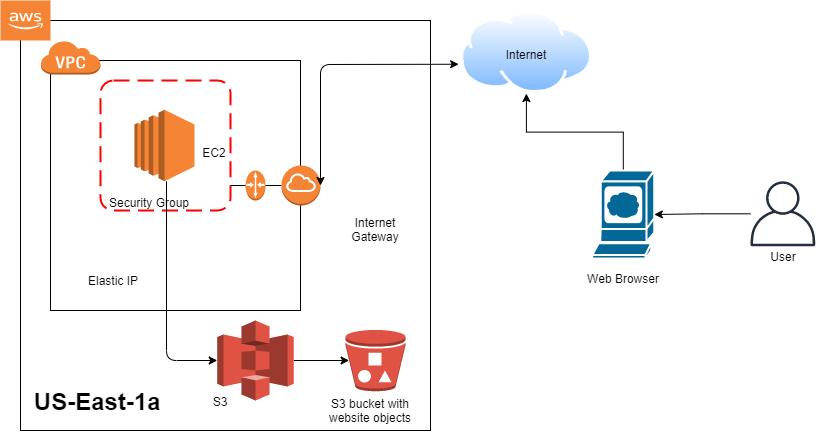 aws
VPC
Internet
EC2
Security Group
Internet
Gateway
Web Browser
User
Elastic IP
S3
US-East-1a
S3 bucket with
website objects